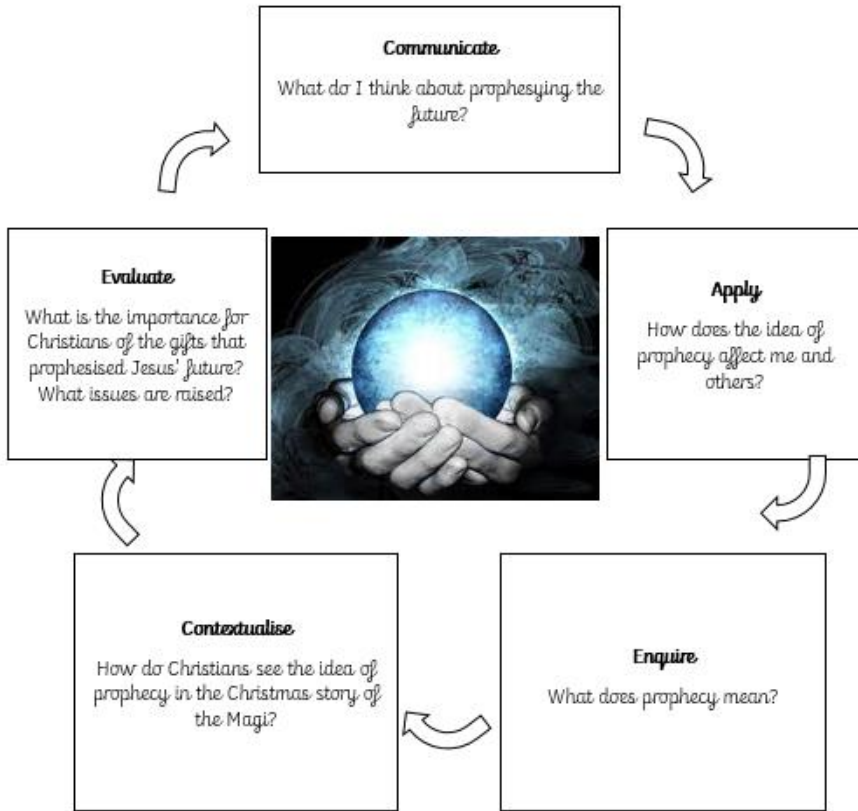 Communicate
What do I think about prophesying the
future?
Apply
How does the idea of
prophecy affect me and
others?
Enquire
What does prophecy mean?
Contextualise
How do Christians see the idea of
prophecy in the Christmas story of
the Magi?
Evaluate
What is the importance for
Christians of the gifts that
prophesised Jesus' future?
What issues are raised?